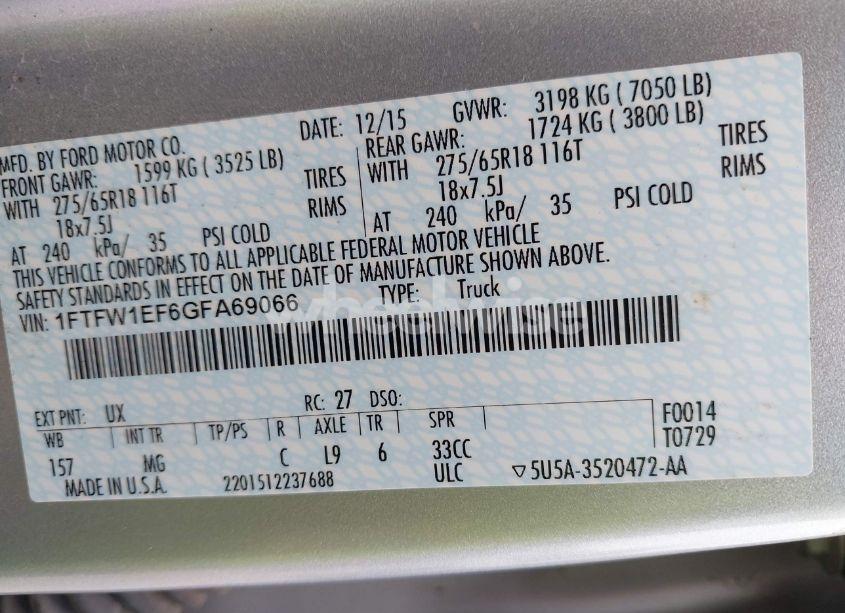 MFD. BY FORD MOTOR CO.
DATE: 12/15
GVWR: 3198 KG ( 7050 LB)
FRONT GAWR: 1599 KG ( 3525 LB)
REAR GAWR: 1724 KG ( 3800 LB)
WITH 275/65R18 116T TIRES
WITH 275/65R18 116T TIRES
18x7.5J RIMS
18x7.5J RIMS
AT 240 kPa/ 35 PSI COLD
AT 240 kPa/ 35 PSI COLD
THIS VEHICLE CONFORMS TO ALL APPLICABLE FEDERAL MOTOR VEHICLE
SAFETY STANDARDS IN EFFECT ON THE DATE OF MANUFACTURE SHOWN ABOVE.
VIN: 1FTFW1EF6GFA69066
TYPE: Truck
wheelwise
EXT PNT: UX RC: 27 DSO:
WB INT TR TP/PS R AXLE TR SPR
F0014
157 MG C L9 6 33CC
T0729
MADE IN U.S.A. 2201512237688 ULC ▽5U5A-3520472-AA